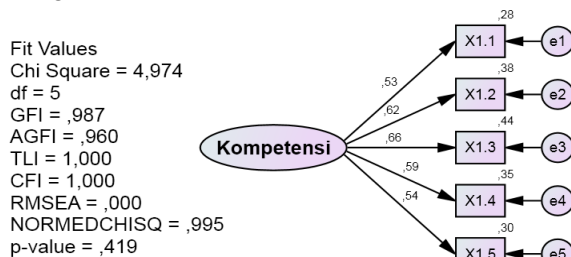 Fit Values
Chi Square = 4,974
df = 5
GFI = ,987
AGFI = ,960
TLI = 1,000
CFI = 1,000
RMSEA = ,000
NORMEDCHISQ = ,995
p-value = ,419
Kompetensi
,53
,62
,66
,59
,54
,28
X1.1
e1
,38
X1.2
e2
,44
X1.3
e3
,35
X1.4
e4
,30
X1.5
e5